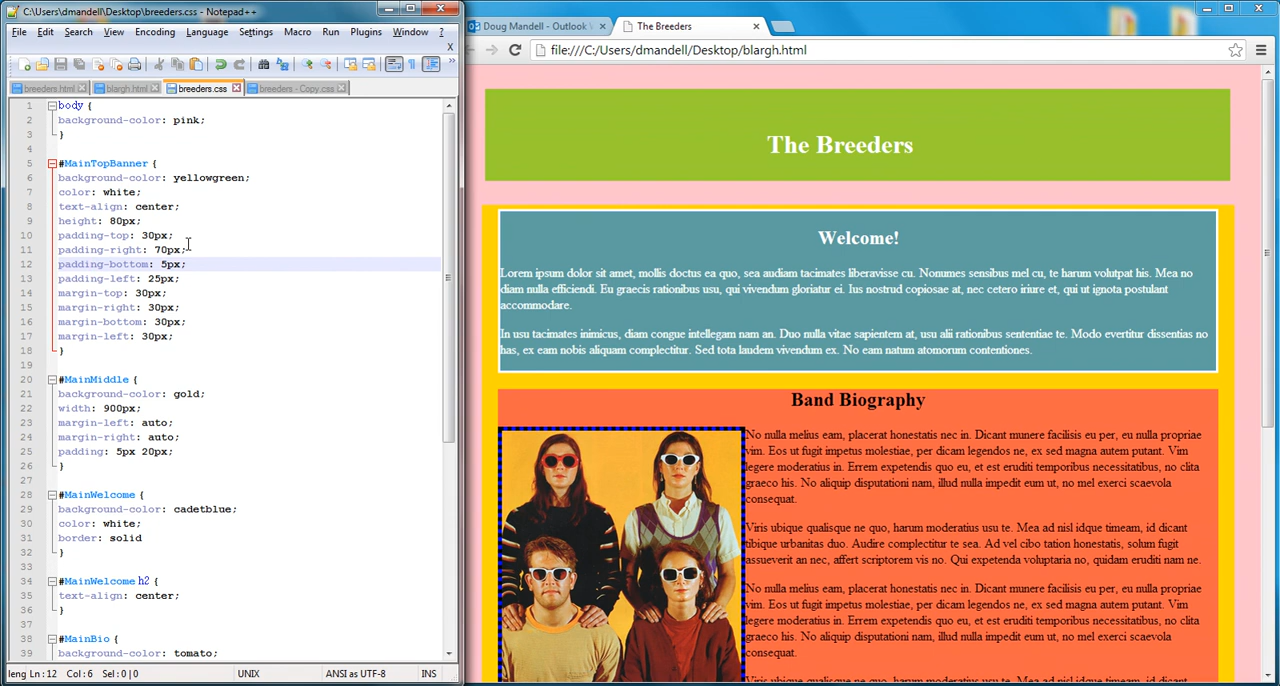 C:\Users\dmandell\Desktop\breeders.css - Notepad++
File Edit Search View Encoding Language Settings Macro Run Plugins Window ?
X
breeders.html blargh.html breeders.css breeders - Copy.css
1 body {
2 background-color: pink;
3 }
4
5 #MainTopBanner {
6 background-color: yellowgreen;
7 color: white;
8 text-align: center;
9 height: 80px;
10 padding-top: 30px;
11 padding-right: 70px;
12 padding-bottom: 5px;
13 padding-left: 25px;
14 margin-top: 30px;
15 margin-right: 30px;
16 margin-bottom: 30px;
17 margin-left: 30px;
18 }
19
20 #MainMiddle {
21 background-color: gold;
22 width: 900px;
23 margin-left: auto;
24 margin-right: auto;
25 padding: 5px 20px;
26 }
27
28 #MainWelcome {
29 background-color: cadetblue;
30 color: white;
31 border: solid
32 }
33
34 #MainWelcome h2 {
35 text-align: center;
36 }
37
38 #MainBio {
39 background-color: tomato;
leng Ln:12 Col:6 Sel:0|0 UNIX ANSI as UTF-8 INS
Doug Mandell - Outlook The Breeders
file:///C:/Users/dmandell/Desktop/blargh.html
The Breeders
Welcome!
Lorem ipsum dolor sit amet, mollis doctus ea quo, sea audiam tacimates liberavisse cu. Nonumes sensibus mel cu, te harum volutpat his. Mea no
diam nulla efficiendi. Eu graecis rationibus usu, qui vivendum gloriatur ei. Ius nostrud copiosae at, nec cetero iriure et, qui ut ignota postulant
accommodare.
In usu tacimates inimicus, diam congue intellegam nam an. Duo nulla vitae sapientem at, usu alii rationibus sententiae te. Modo evertitur dissentias no
has, ex eam nobis aliquam complectitur. Sed tota laudem vivendum ex. No eam natum atomorum contentiones.
Band Biography
No nulla melius eam, placerat honestatis nec in. Dicant munere facilisis eu per, eu nulla propriae
vim. Eos ut fugit impetus molestiae, per dicam legendos ne, ex sed magna autem putant. Vim
legere moderatius in. Errem expetendis quo eu, et est eruditi temporibus necessitatibus, no clita
graeco his. No aliquip disputationi nam, illud nulla impedit eum ut, no mel exerci scaevola
consequat.
Viris ubique qualisque ne quo, harum moderatius usu te. Mea ad nisl idque timeam, id dicant
tibique urbanitas duo. Audire complectitur te sea. Ad vel cibo tation honestatis, solum fugit
assueverit an nec, affert scriptorem vis no. Qui expetenda voluptaria no, quidam eruditi nam ne.
No nulla melius eam, placerat honestatis nec in. Dicant munere facilisis eu per, eu nulla propriae
vim. Eos ut fugit impetus molestiae, per dicam legendos ne, ex sed magna autem putant. Vim
legere moderatius in. Errem expetendis quo eu, et est eruditi temporibus necessitatibus, no clita
graeco his. No aliquip disputationi nam, illud nulla impedit eum ut, no mel exerci scaevola
consequat.